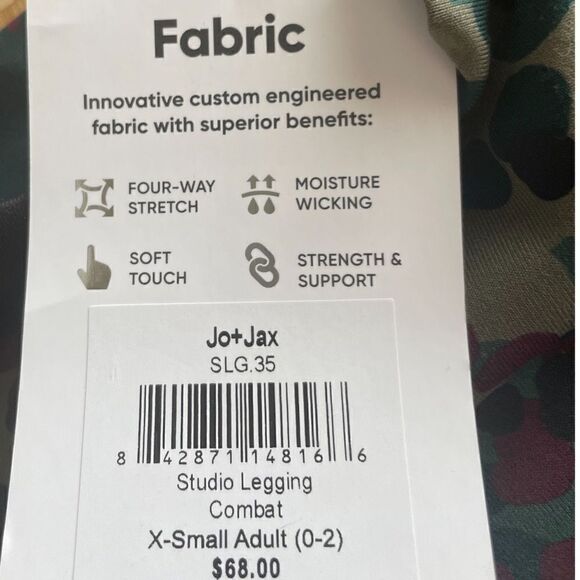 Fabric
Innovative custom engineered
fabric with superior benefits:
FOUR-WAY
STRETCH
MOISTURE
WICKING
SOFT
TOUCH
STRENGTH &
SUPPORT
Jo+Jax
SLG.35
8 42871 14816 6
Studio Legging
Combat
X-Small Adult (0-2)
$68.00